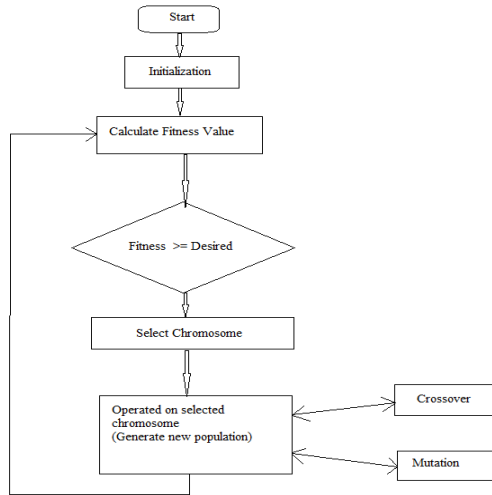 Start
Initialization
Calculate Fitness Value
Fitness >= Desired
Select Chromosome
Operated on selected
chromosome
(Generate new population)
Crossover
Mutation